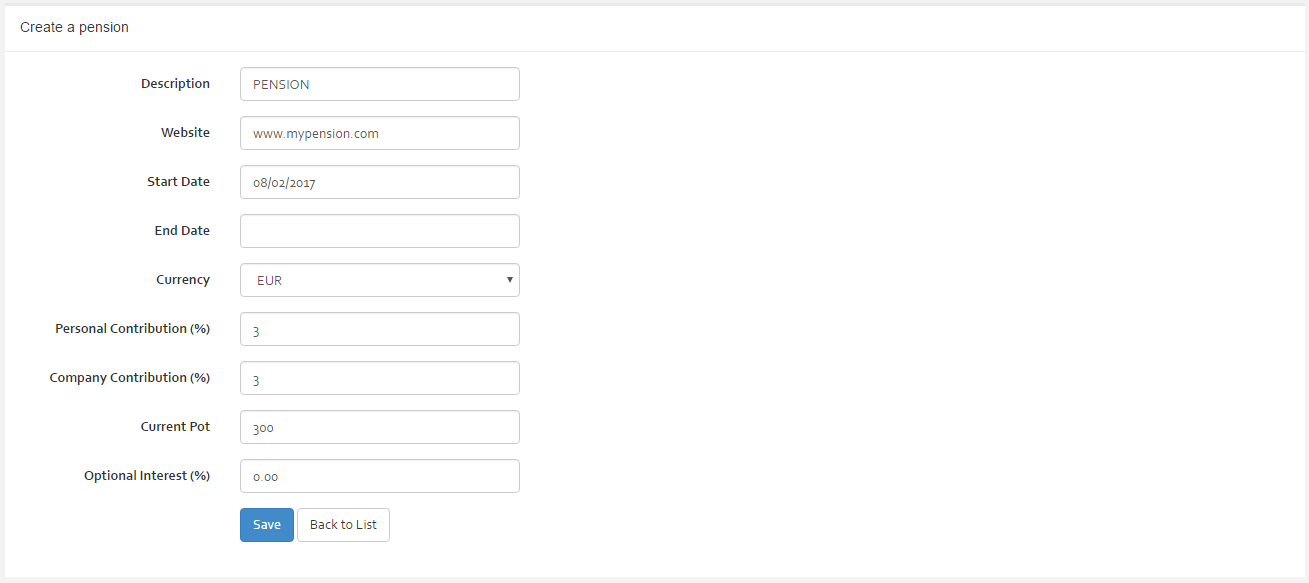 Create a pension
Description PENSION
Website www.mypension.com
Start Date 08/02/2017
End Date
Currency EUR
Personal Contribution (%) 3
Company Contribution (%) 3
Current Pot 300
Optional Interest (%) 0.00
Save Back to List